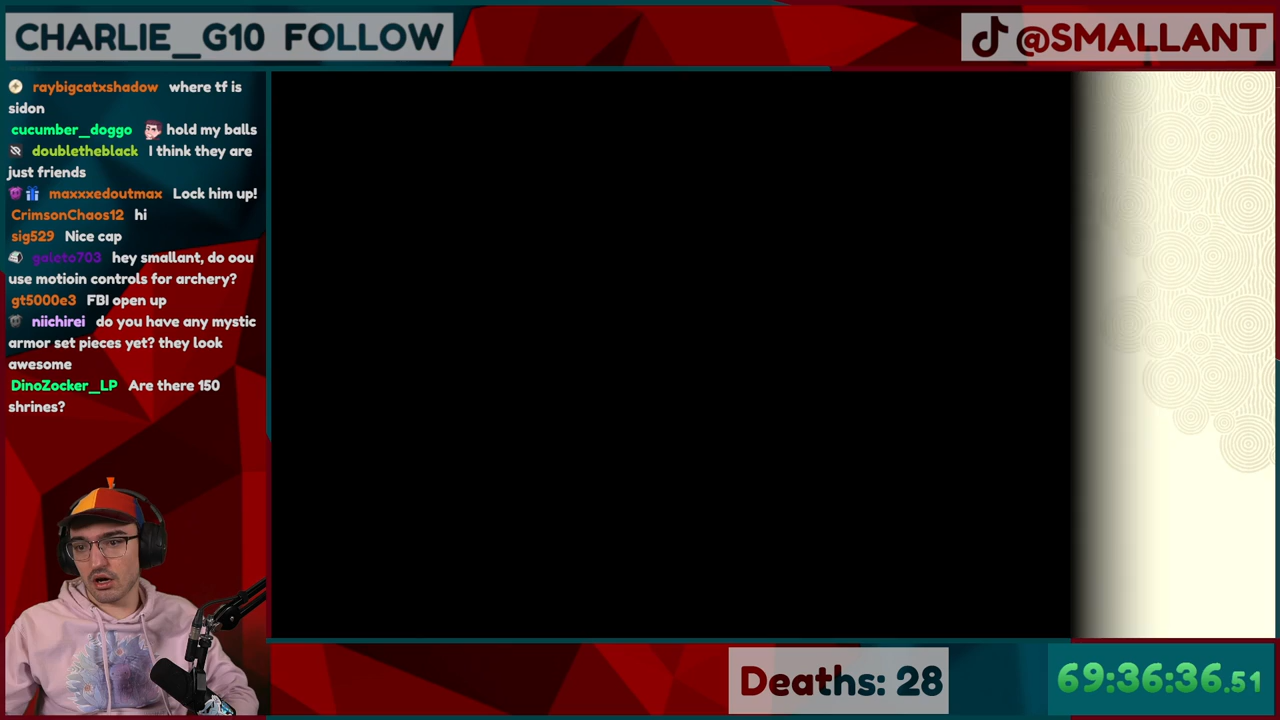 CHARLIE__G10 FOLLOW
@SMALLANT
raybigcatxshadow where tf is
sidon
cucumber_doggo hold my balls
doubletheblack I think they are
just friends
maxxxedoutmax Lock him up!
CrimsonChaos12 hi
sig529 Nice cap
galeto703 hey smallant, do oou
use motioin controls for archery?
gt5000e3 FBI open up
niichirei do you have any mystic
armor set pieces yet? they look
awesome
DinoZocker_LP Are there 150
shrines?
Deaths: 28
69:36:36.51